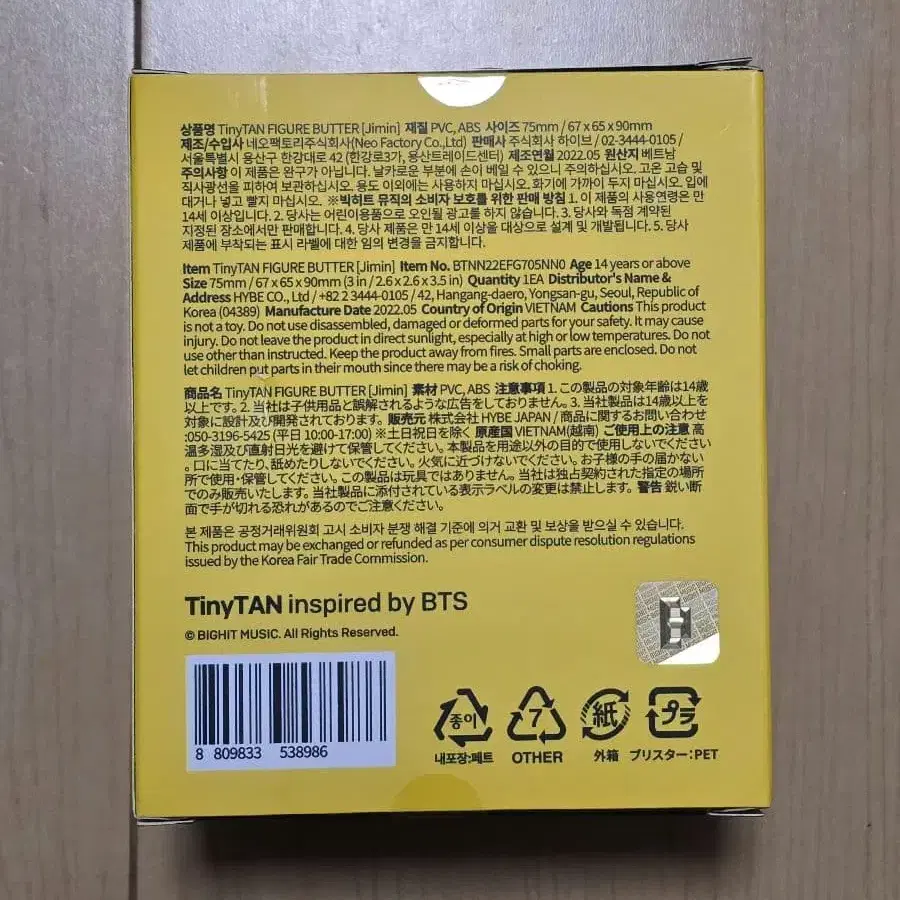 상품명 TinyTAN FIGURE BUTTER [Jimin] 재질 PVC, ABS 사이즈 75mm / 67 x 65 x 90mm
제조/수입사 네오팩토리주식회사(Neo Factory Co.,Ltd) 판매사 주식회사 하이브 / 02-3444-0105 /
서울특별시 용산구 한강대로 42 (한강로3가, 용산트레이드센터) 제조연월 2022.05 원산지 베트남
주의사항 이 제품은 완구가 아닙니다. 날카로운 부분에 손이 베일 수 있으니 주의하십시오. 고온 고습 및
직사광선을 피하여 보관하십시오. 용도 이외에는 사용하지 마십시오. 화기에 가까이 두지 마십시오. 입에
대거나 넣고 빨지 마십시오. ※빅히트 뮤직의 소비자 보호를 위한 판매 방침 1. 이 제품의 사용연령은 만
14세 이상입니다. 2. 당사는 어린이용품으로 오인될 광고를 하지 않습니다. 3. 당사와 독점 계약된
지정된 장소에서만 판매합니다. 4. 당사 제품은 만 14세 이상을 대상으로 설계 및 개발됩니다. 5. 당사
제품에 부착되는 표시 라벨에 대한 임의 변경을 금지합니다.
Item TinyTAN FIGURE BUTTER [Jimin] Item No. BTNN22EFG705NN0 Age 14 years or above
Size 75mm / 67 x 65 x 90mm (3 in / 2.6 x 2.6 x 3.5 in) Quantity 1EA Distributor's Name &
Address HYBE CO., Ltd / +82 2 3444-0105 / 42, Hangang-daero, Yongsan-gu, Seoul, Republic of
Korea (04389) Manufacture Date 2022.05 Country of Origin VIETNAM Cautions This product
is not a toy. Do not use disassembled, damaged or deformed parts for your safety. It may cause
injury. Do not leave the product in direct sunlight, especially at high or low temperatures. Do not
use other than instructed. Keep the product away from fires. Small parts are enclosed. Do not
let children put parts in their mouth since there may be a risk of choking.
商品名 TinyTAN FIGURE BUTTER [Jimin] 素材 PVC, ABS 注意事項 1. この製品の対象年齢は14歳
以上です。2. 当社は子供用品と誤解されるような広告をしておりません。3. 当社製品は14歳以上を
対象に設計及び開発されております。販売元 株式会社 HYBE JAPAN / 商品に関するお問い合わせ
:050-3196-5425 (平日 10:00-17:00) ※土日祝日を除く 原産国 VIETNAM(越南) ご使用上の注意 高
温多湿及び直射日光を避けて保管してください。本製品を用途以外の目的で使用しないでください
。口に当てたり、舐めたりしないでください。火気に近づけないでください。お子様の手の届かない
所で使用・保管してください。この製品は玩具ではありません。当社は独占契約された指定の場所
でのみ販売いたします。当社製品に添付されている表示ラベルの変更は禁止します。警告 鋭い断
面で手が切れる恐れがあるのでご注意ください。
본 제품은 공정거래위원회 고시 소비자 분쟁 해결 기준에 의거 교환 및 보상을 받으실 수 있습니다.
This product may be exchanged or refunded as per consumer dispute resolution regulations
issued by the Korea Fair Trade Commission.
TinyTAN inspired by BTS
© BIGHIT MUSIC. All Rights Reserved.
8 809833 538986
종이 7 紙 プラ
내포장:페트 OTHER 外箱 ブリスター:PET